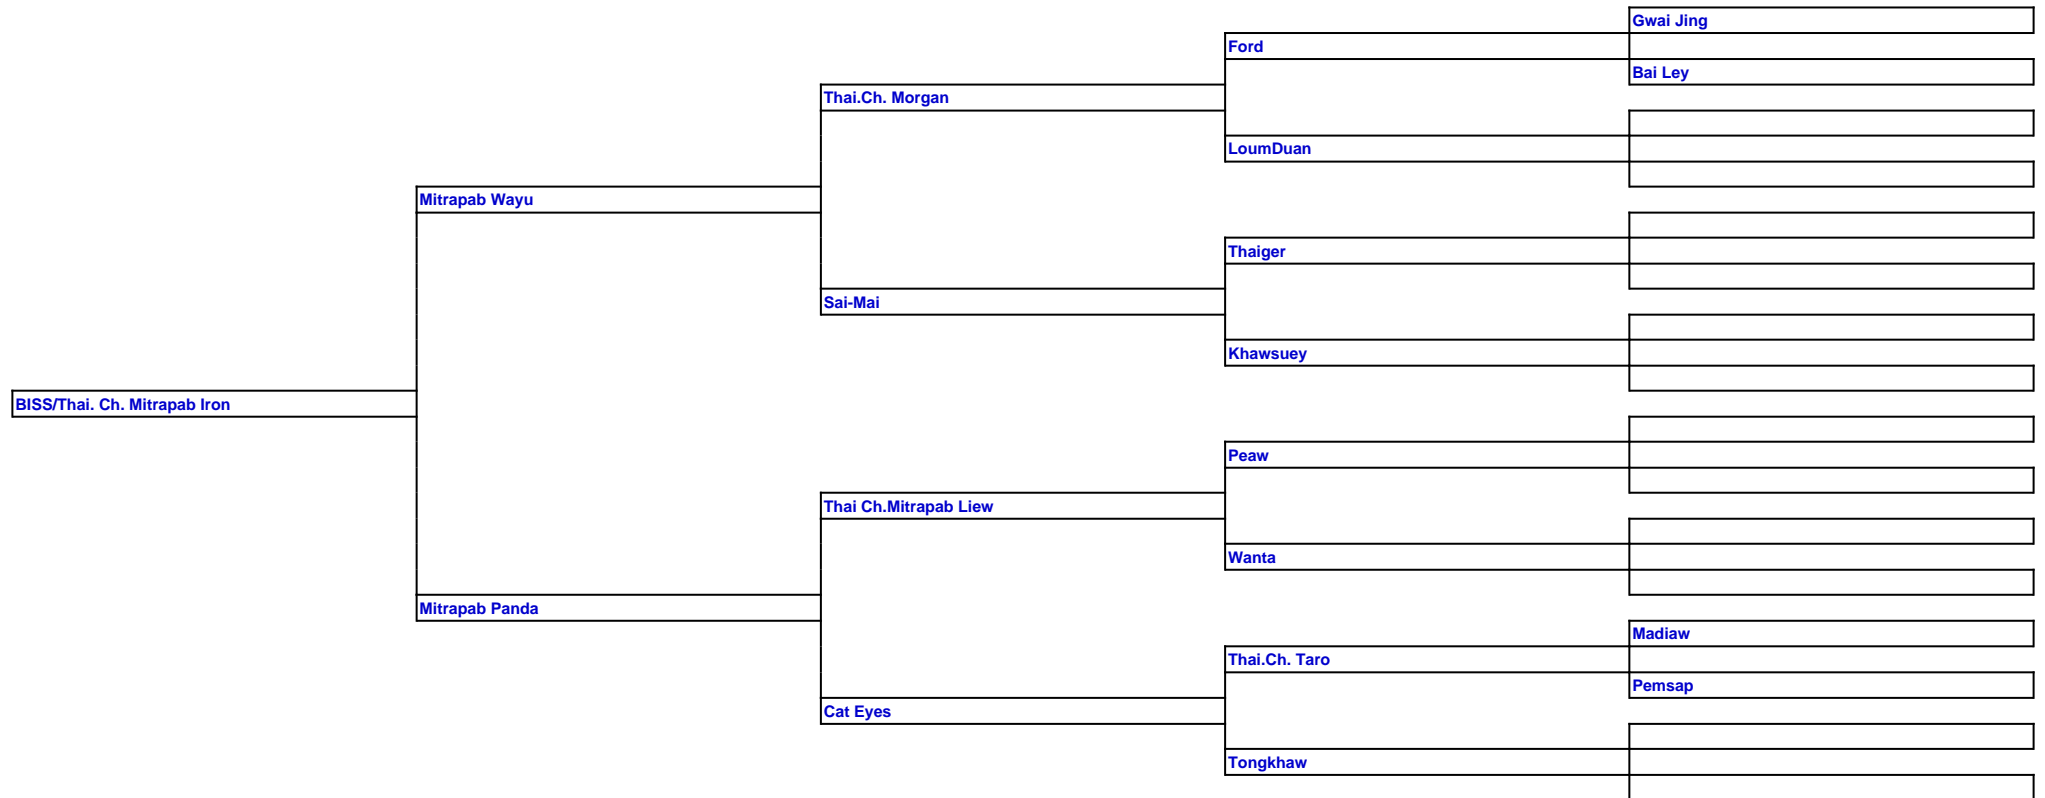 Gwai Jing
Ford
Bai Ley
Thai.Ch. Morgan
LoumDuan
Mitrapab Wayu
Thaiger
Sai-Mai
Khawsuey
BISS/Thai. Ch. Mitrapab Iron
Peaw
Thai Ch.Mitrapab Liew
Wanta
Mitrapab Panda
Madiaw
Thai.Ch. Taro
Pemsap
Cat Eyes
Tongkhaw